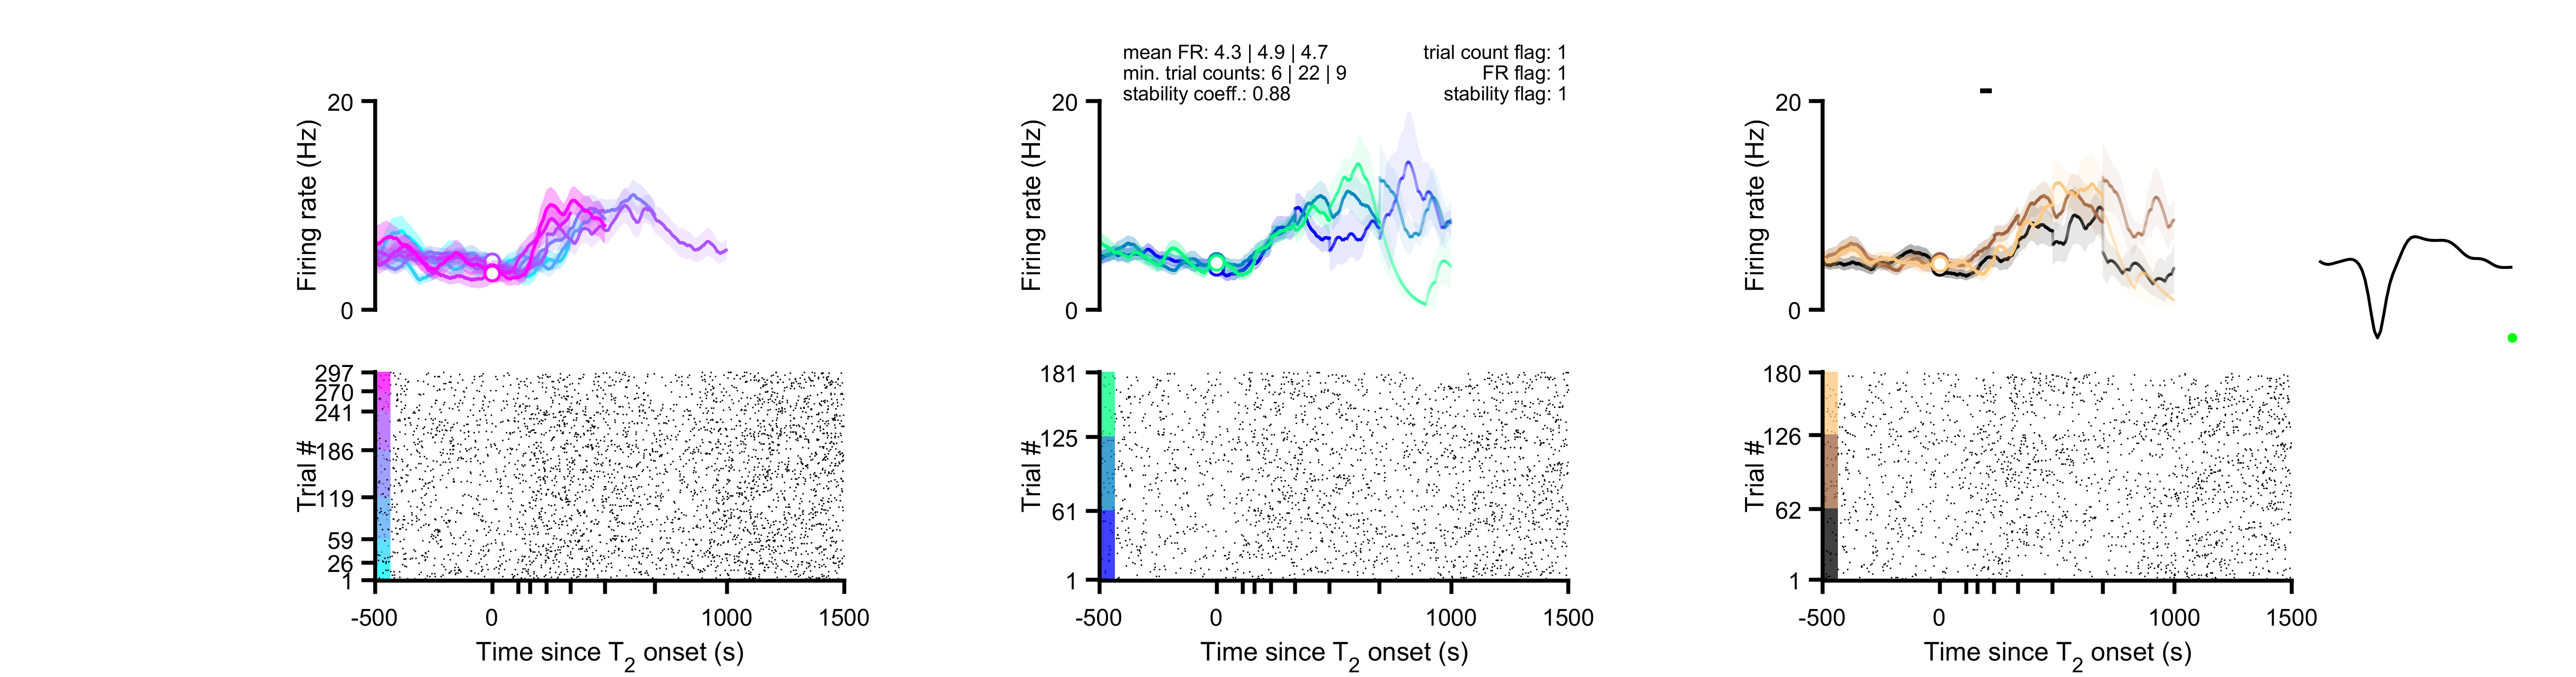 mean FR: 4.3 | 4.9 | 4.7
min. trial counts: 6 | 22 | 9
stability coeff.: 0.88
trial count flag: 1
FR flag: 1
stability flag: 1
20
Firing rate (Hz)
0
297
270
241
186
119
59
26
1
Trial #
-500
0
1000
1500
Time since T2 onset (s)
20
Firing rate (Hz)
0
181
125
61
1
Trial #
-500
0
1000
1500
Time since T2 onset (s)
20
Firing rate (Hz)
0
180
126
62
1
Trial #
-500
0
1000
1500
Time since T2 onset (s)